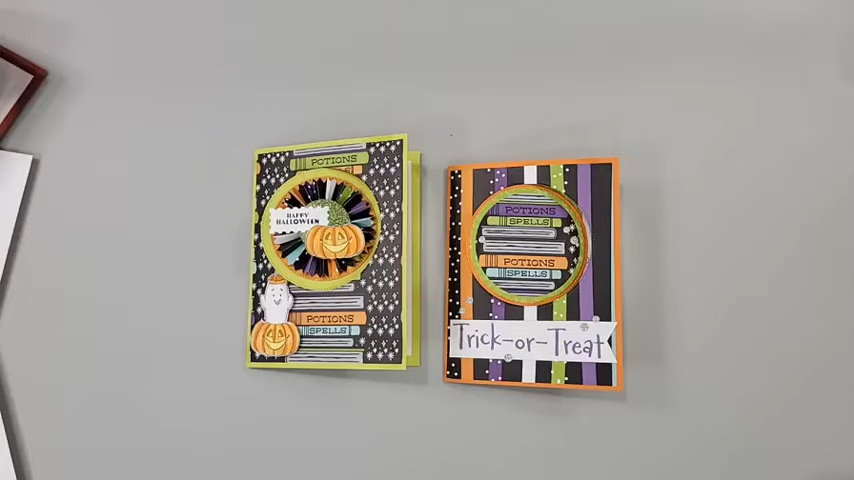 POTIONS
HAPPY
HALLOWEEN
POTIONS
SPELLS
POTIONS
SPELLS
POTIONS
SPELLS
Trick-or-Treat